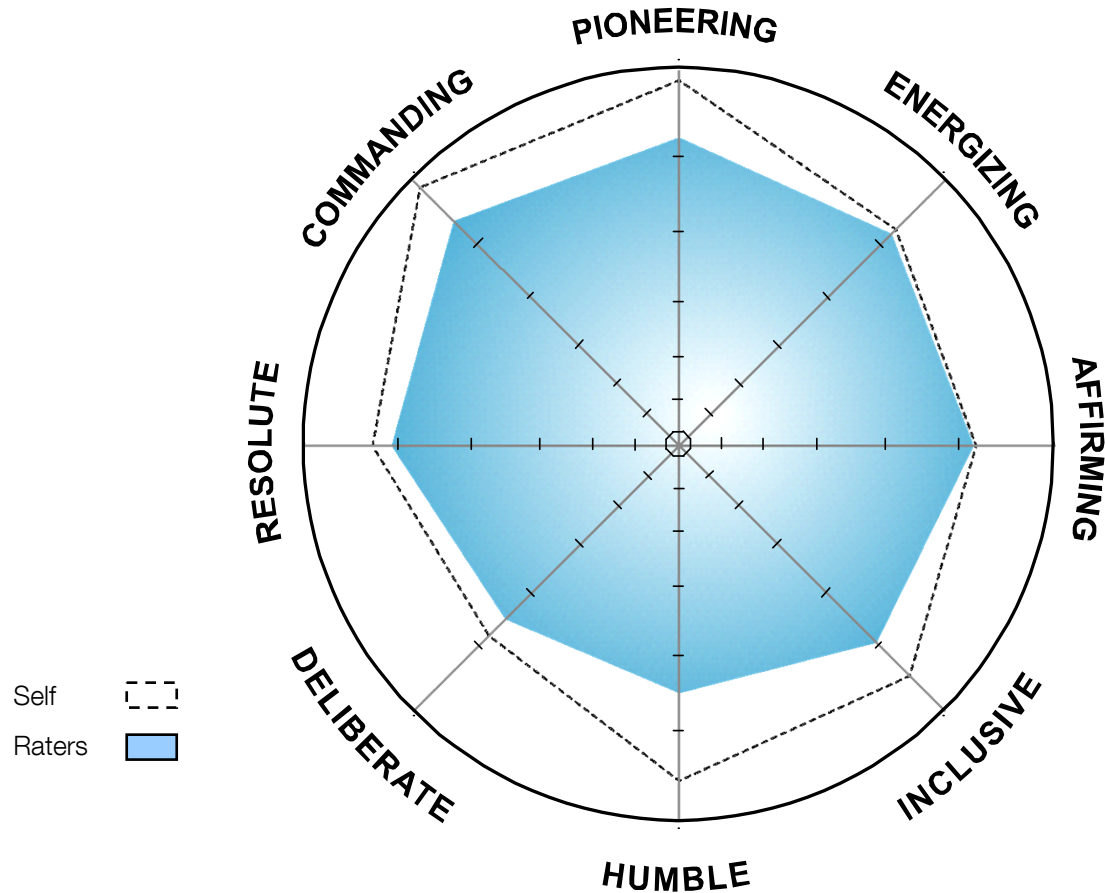 PIONEERING
ENERGIZING
COMMANDING
AFFIRMING
RESOLUTE
INCLUSIVE
DELIBERATE
HUMBLE
Self
Raters